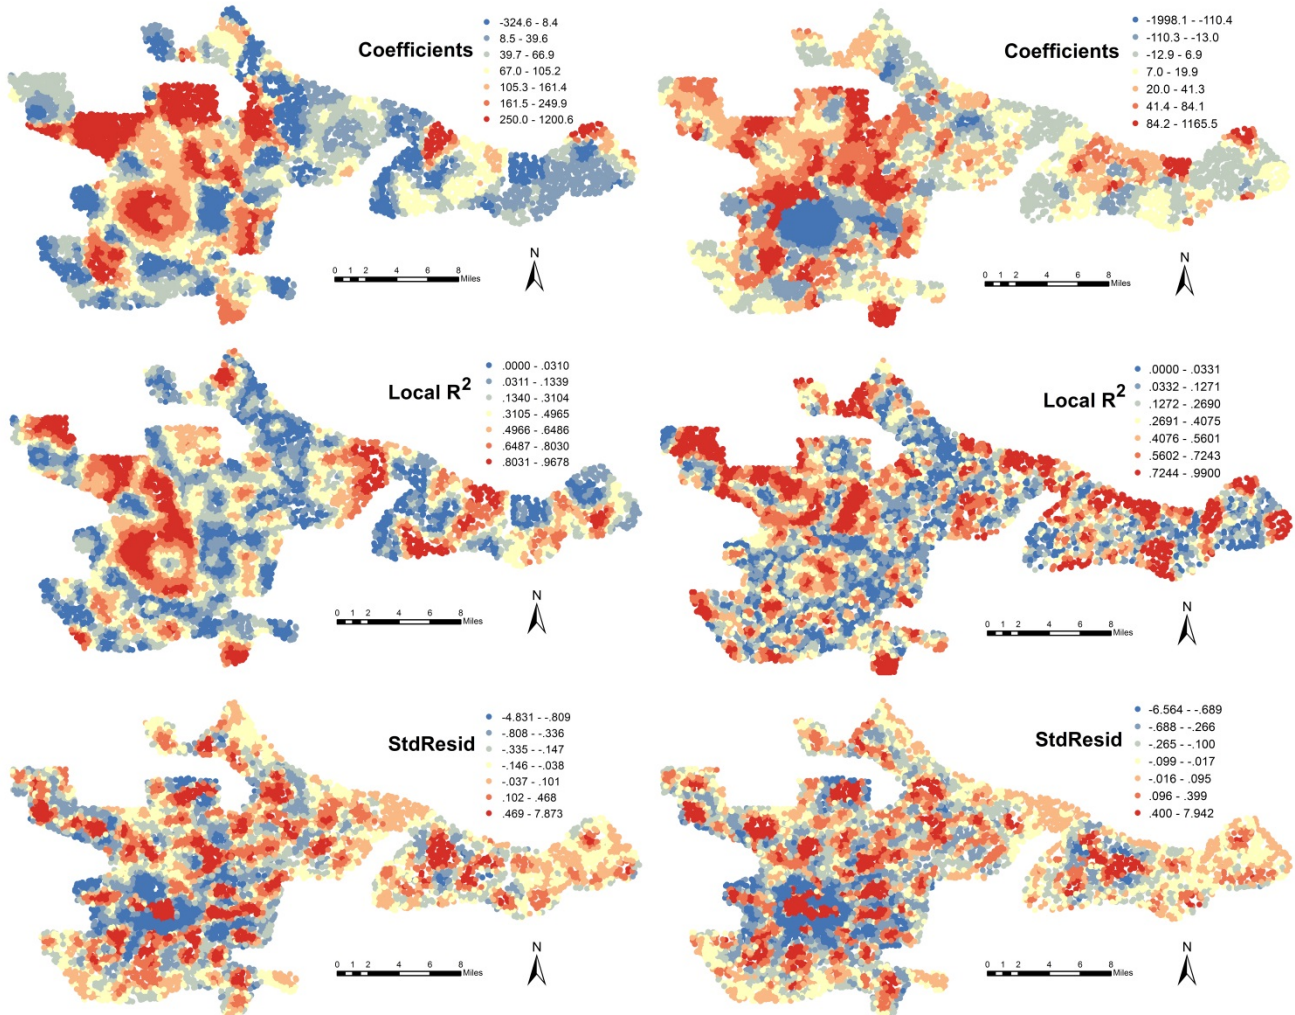 Coefficients
-324.6 - 8.4
8.5 - 39.6
39.7 - 66.9
67.0 - 105.2
105.3 - 161.4
161.5 - 249.9
250.0 - 1200.6
N
0 1 2 4 6 8
Miles
Coefficients
-1998.1 - -110.4
-110.3 - -13.0
-12.9 - 6.9
7.0 - 19.9
20.0 - 41.3
41.4 - 84.1
84.2 - 1165.5
N
0 1 2 4 6 8
Miles
Local R²
.0000 - .0310
.0311 - .1339
.1340 - .3104
.3105 - .4965
.4966 - .6486
.6487 - .8030
.8031 - .9678
N
0 1 2 4 6 8
Miles
Local R²
.0000 - .0331
.0332 - .1271
.1272 - .2690
.2691 - .4075
.4076 - .5601
.5602 - .7243
.7244 - .9900
N
0 1 2 4 6 8
Miles
StdResid
-4.831 - -.809
-.808 - -.336
-.335 - -.147
-.146 - -.038
-.037 - .101
.102 - .468
.469 - 7.873
N
0 1 2 4 6 8
Miles
StdResid
-6.564 - -.689
-.688 - -.266
-.265 - -.100
-.099 - -.017
-.016 - .095
.096 - .399
.400 - 7.942
N
0 1 2 4 6 8
Miles